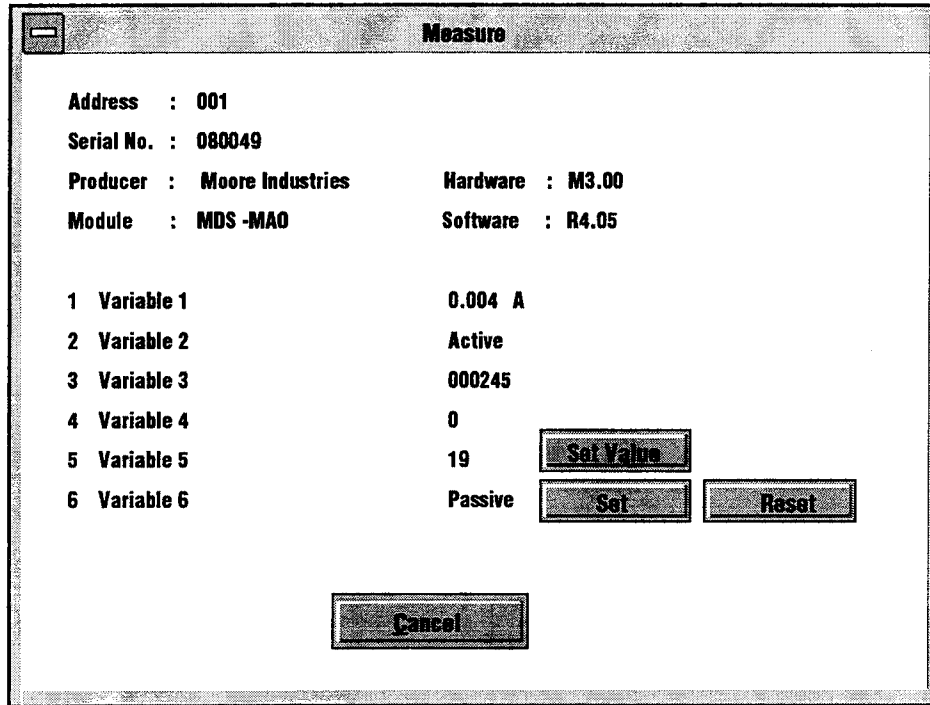 Measure
Address : 001
Serial No. : 080049
Producer : Moore Industries Hardware : M3.00
Module : MDS -MAO Software : R4.05
1 Variable 1 0.004 A
2 Variable 2 Active
3 Variable 3 000245
4 Variable 4 0
5 Variable 5 19 Set Value
6 Variable 6 Passive Set Reset
Cancel